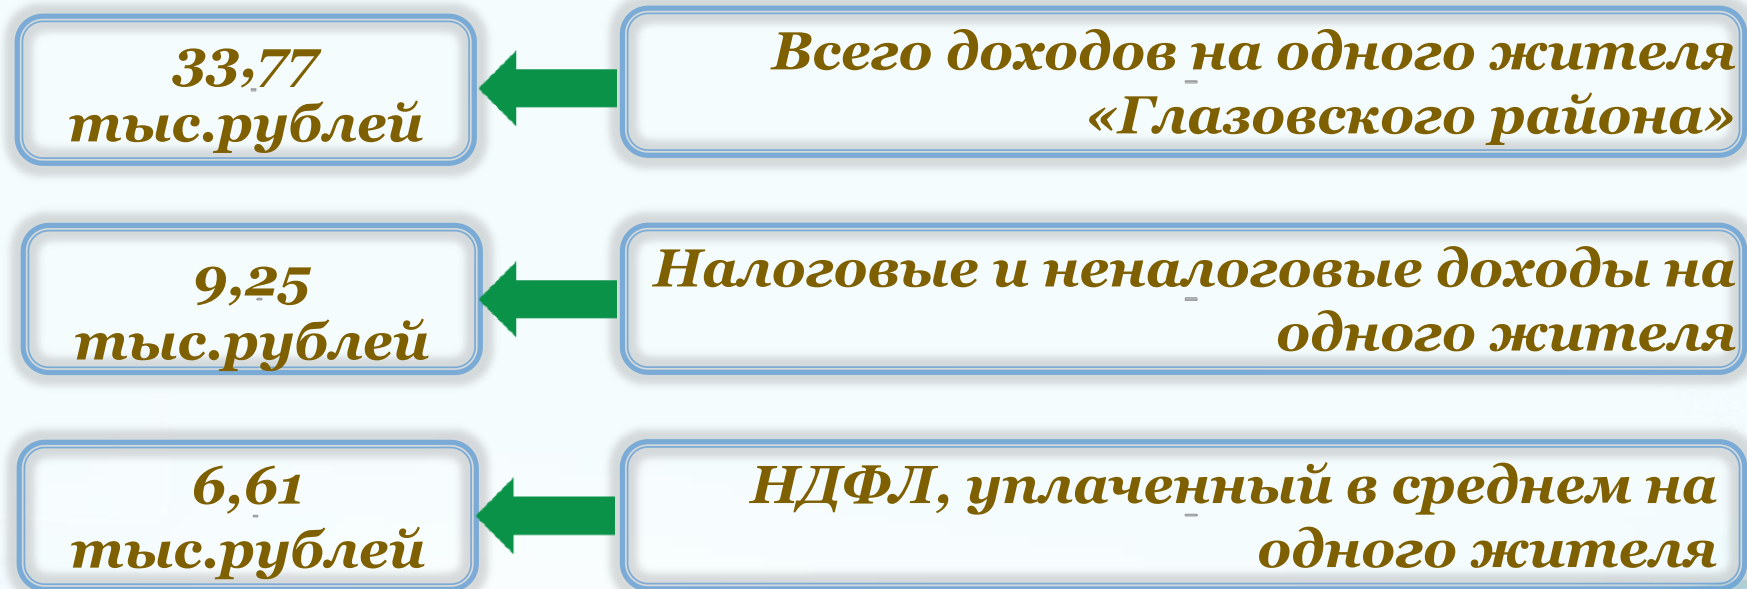 33,77
тыс.рублей
Всего доходов на одного жителя
«Глазовского района»
9,25
тыс.рублей
Налоговые и неналоговые доходы на
одного жителя
6,61
тыс.рублей
НДФЛ, уплаченный в среднем на
одного жителя